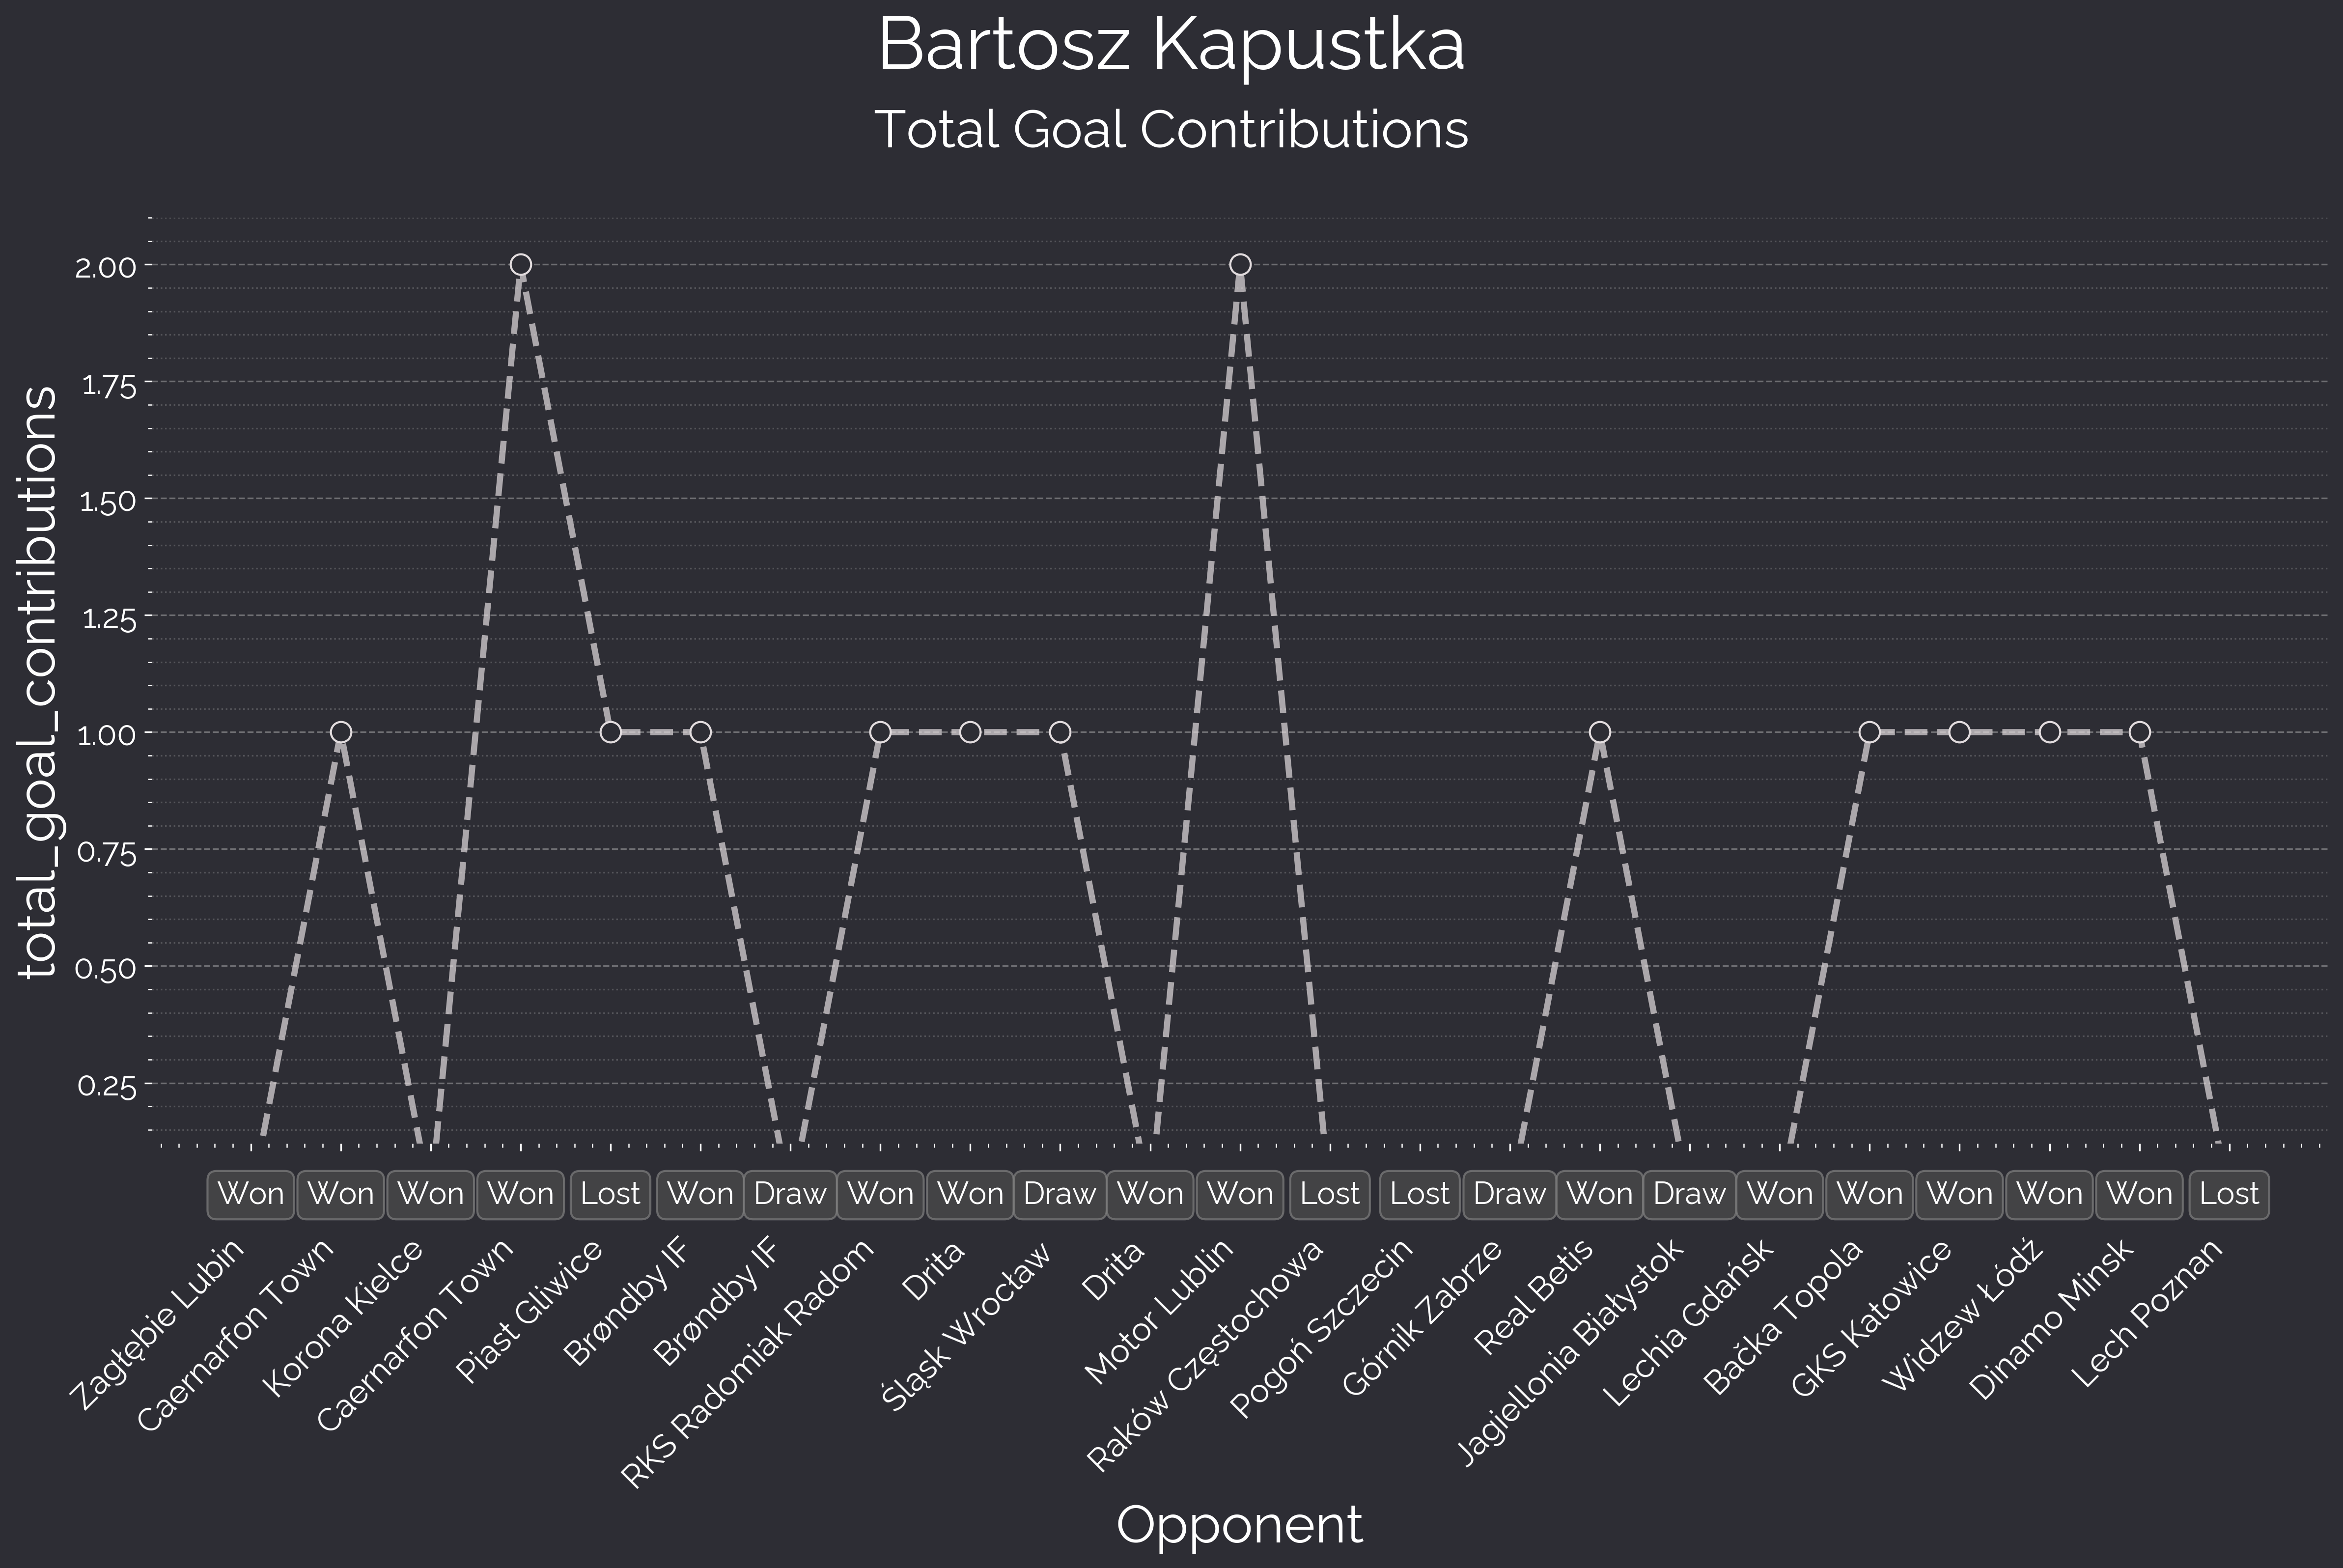 Bartosz Kapustka
Total Goal Contributions
total_goal_contributions
2.00
1.75
1.50
1.25
1.00
0.75
0.50
0.25
Won Won Won Won Lost Won Draw Won Won Draw Won Won Lost Lost Draw Won Draw Won Won Won Won Won Lost
Zagłębie Lubin
Caernarfon Town
Korona Kielce
Caernarfon Town
Piast Gliwice
Brøndby IF
Brøndby IF
RKS Radomiak Radom
Drita
Śląsk Wrocław
Drita
Motor Lublin
Raków Częstochowa
Pogoń Szczecin
Górnik Zabrze
Real Betis
Jagiellonia Białystok
Lechia Gdańsk
Bačka Topola
GKS Katowice
Widzew Łódź
Dinamo Minsk
Lech Poznan
Opponent